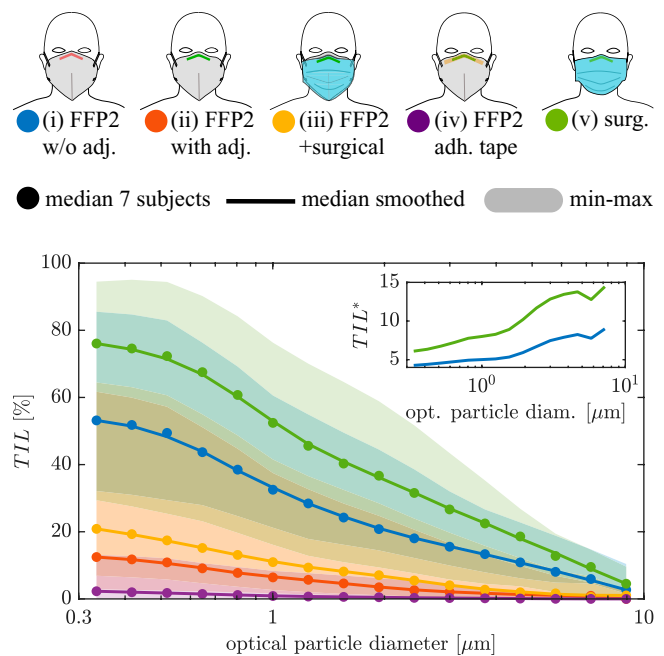 (i) FFP2 w/o adj.
(ii) FFP2 with adj.
(iii) FFP2 +surgical
(iv) FFP2 adh. tape
(v) surg.
median 7 subjects
median smoothed
min-max
100
80
60
40
20
0
TIL [%]
0.3
1
10
optical particle diameter [μm]
15
10
5
TIL*
10⁰
10¹
opt. particle diam. [μm]